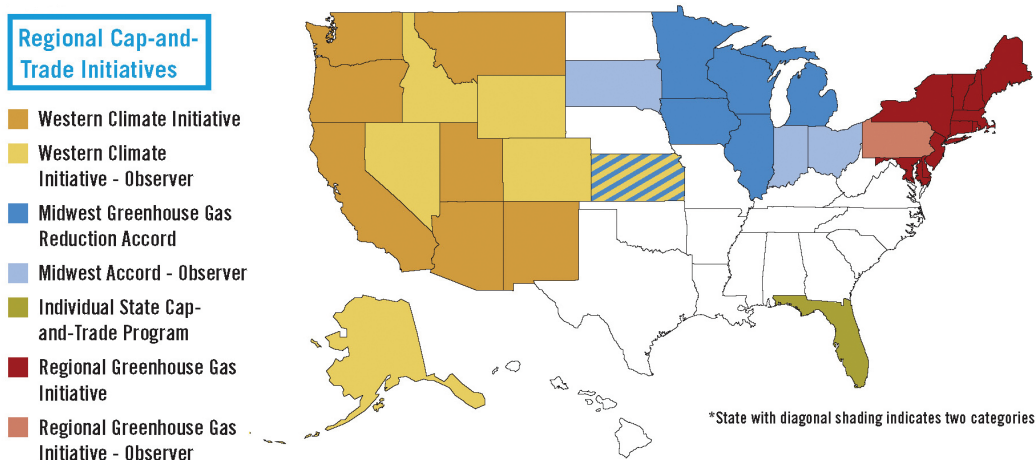 Regional Cap-and-
Trade Initiatives
Western Climate Initiative
Western Climate
Initiative - Observer
Midwest Greenhouse Gas
Reduction Accord
Midwest Accord - Observer
Individual State Cap-
and-Trade Program
Regional Greenhouse Gas
Initiative
Regional Greenhouse Gas
Initiative - Observer
*State with diagonal shading indicates two categories